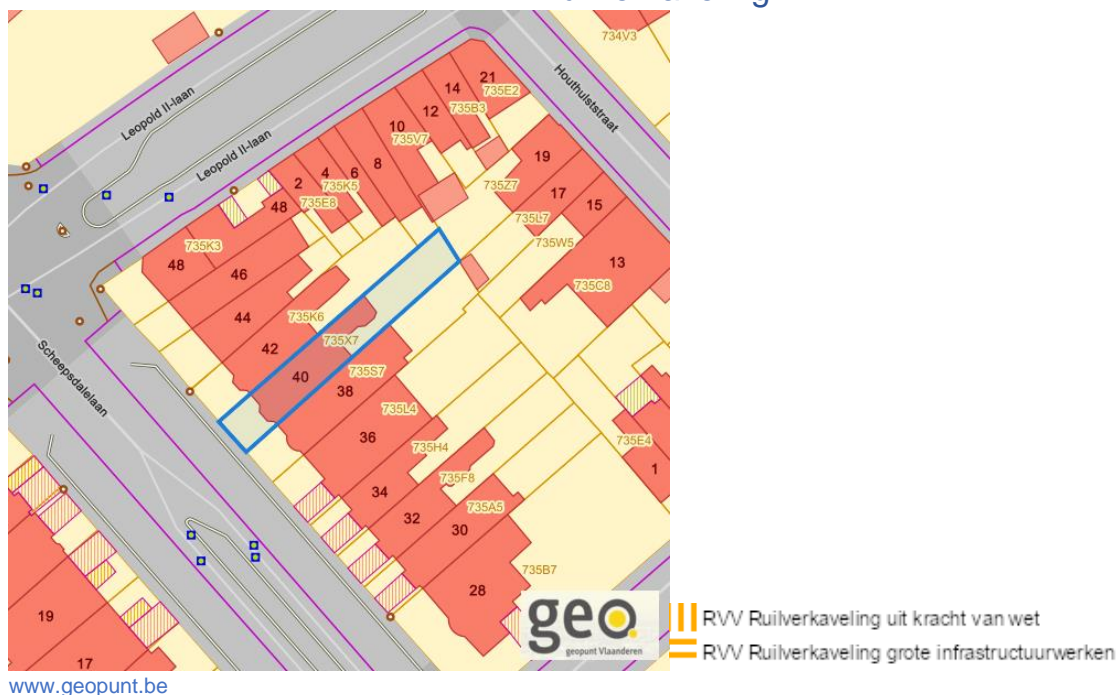 734V3
Houthulststraat
21
14
735E2
735B3
12
Leopold II-laan
10
735V7
Leopold II-laan
8
6
4
735K5
2
735E8
48
19
735Z7
17
735L7
15
735W5
735K3
48
46
13
735C8
44
735K6
42
735X7
40
735S7
38
Scheepsdalelaan
735L4
36
735H4
735E4
1
735F8
34
735A5
32
30
735B7
28
19
17
geo
geopunt Vlaanderen
RVV Ruilverkaveling uit kracht van wet
RVV Ruilverkaveling grote infrastructuurwerken
www.geopunt.be